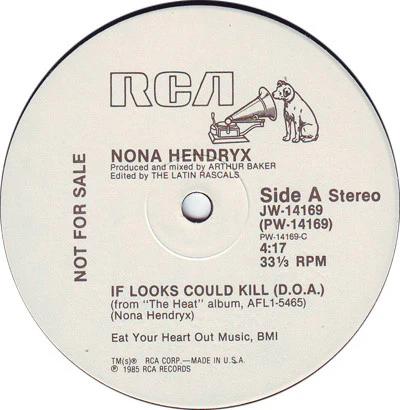 RCA
NONA HENDRYX
Produced and mixed by ARTHUR BAKER
Edited by THE LATIN RASCALS
NOT FOR SALE
Side A Stereo
JW-14169
(PW-14169)
PW-14169-C
4:17
33⅓ RPM
IF LOOKS COULD KILL (D.O.A.)
(from "The Heat" album, AFL1-5465)
(Nona Hendryx)
Eat Your Heart Out Music, BMI
TM(s)® RCA CORP.—MADE IN U.S.A.
℗ 1985 RCA RECORDS